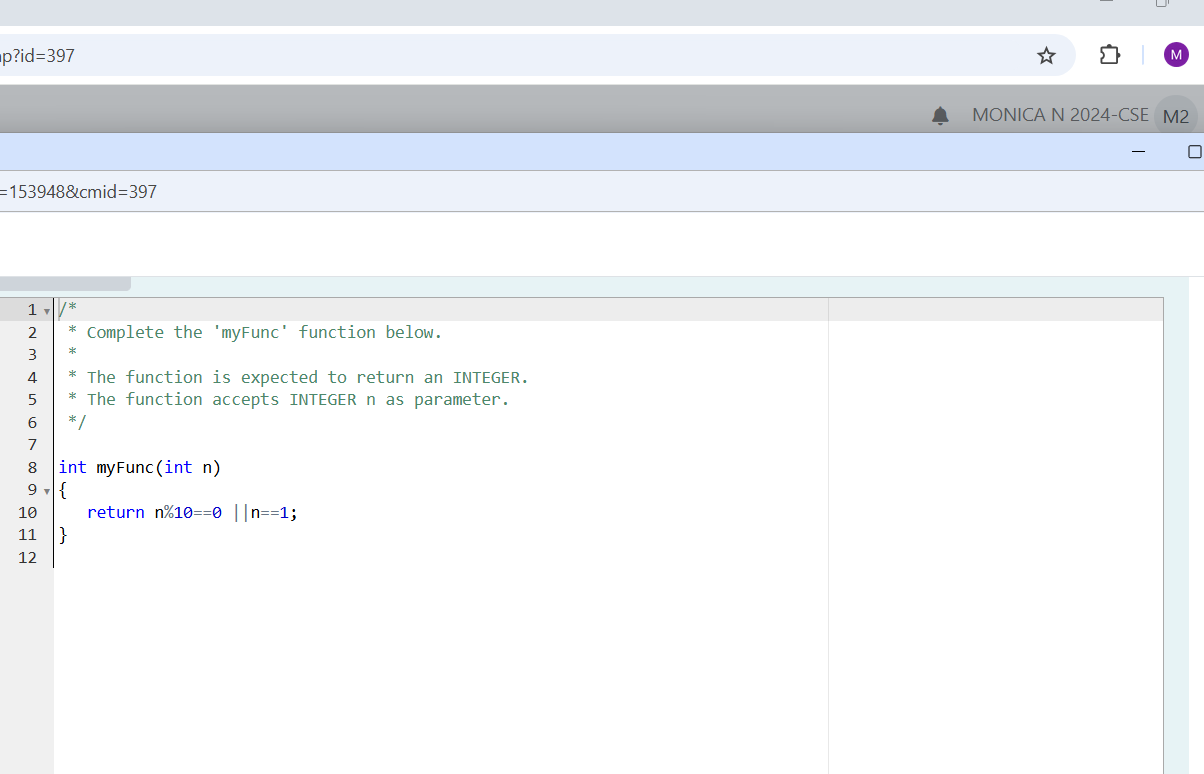 p?id=397
M
MONICA N 2024-CSE M2
=153948&cmid=397
1 /*
2 * Complete the 'myFunc' function below.
3 *
4 * The function is expected to return an INTEGER.
5 * The function accepts INTEGER n as parameter.
6 */
7
8 int myFunc(int n)
9 {
10 return n%10==0 ||n==1;
11 }
12